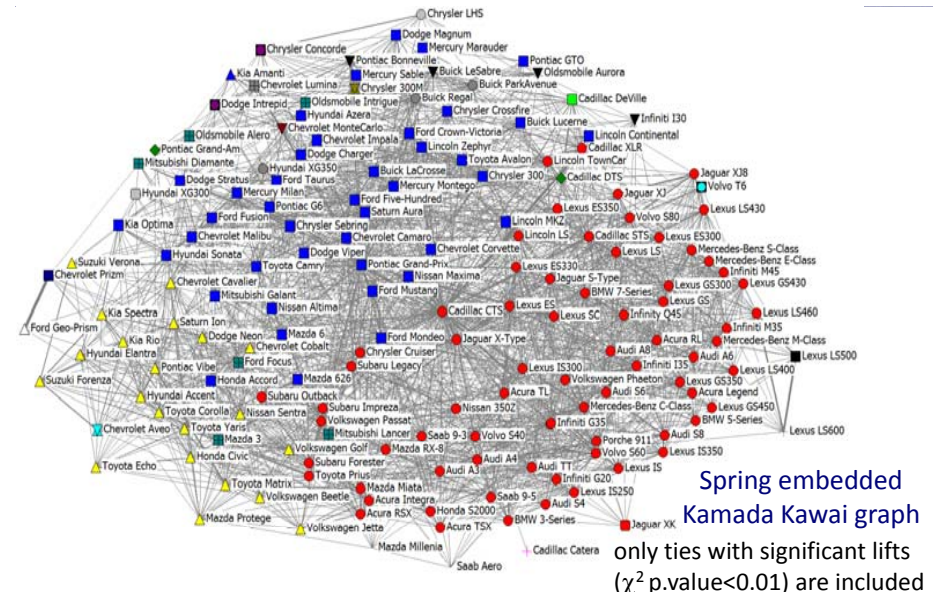 Chrysler LHS
Dodge Magnum
Mercury Marauder
Chrysler Concorde
Pontiac Bonneville
Pontiac GTO
Kia Amanti
Mercury Sable
Buick LeSabre
Oldsmobile Aurora
Chevrolet Lumina
Chrysler 300M
Buick ParkAvenue
Dodge Intrepid
Oldsmobile Intrigue
Buick Regal
Cadillac DeVille
Hyundai Azera
Chrysler Crossfire
Buick Lucerne
Infiniti I30
Oldsmobile Alero
Chevrolet MonteCarlo
Ford Crown-Victoria
Lincoln Continental
Pontiac Grand-Am
Chevrolet Impala
Lincoln Zephyr
Cadillac XLR
Mitsubishi Diamante
Dodge Charger
Toyota Avalon
Lincoln TownCar
Hyundai XG350
Buick LaCrosse
Chrysler 300
Cadillac DTS
Jaguar XJ8
Dodge Stratus
Ford Taurus
Mercury Montego
Volvo T6
Hyundai XG300
Mercury Milan
Ford Five-Hundred
Jaguar XJ
Pontiac G6
Saturn Aura
Lexus ES350
Lexus LS430
Kia Optima
Ford Fusion
Chrysler Sebring
Lincoln MKZ
Volvo S80
Chevrolet Malibu
Chevrolet Camaro
Lincoln LS
Cadillac STS
Lexus ES300
Hyundai Sonata
Dodge Viper
Chevrolet Corvette
Lexus LS
Mercedes-Benz S-Class
Suzuki Verona
Toyota Camry
Pontiac Grand-Prix
Lexus ES330
Mercedes-Benz E-Class
Chevrolet Prizm
Nissan Maxima
Jaguar S-Type
Infiniti M45
Chevrolet Cavalier
Ford Mustang
BMW 7-Series
Lexus GS300
Lexus GS430
Mitsubishi Galant
Nissan Altima
Lexus ES
Lexus GS
Kia Spectra
Cadillac CTS
Lexus SC
Infinity Q45
Lexus LS460
Ford Geo-Prism
Saturn Ion
Infiniti M35
Kia Rio
Dodge Neon
Mazda 6
Ford Mondeo
Jaguar X-Type
Acura RL
Mercedes-Benz M-Class
Hyundai Elantra
Chevrolet Cobalt
Chrysler Cruiser
Audi A8
Audi A6
Lexus LS500
Pontiac Vibe
Ford Focus
Subaru Legacy
Lexus IS300
Infiniti I35
Lexus LS400
Suzuki Forenza
Honda Accord
Mazda 626
Volkswagen Phaeton
Lexus GS350
Hyundai Accent
Subaru Outback
Acura TL
Audi S6
Acura Legend
Toyota Corolla
Nissan Sentra
Subaru Impreza
Nissan 350Z
Mercedes-Benz C-Class
Lexus GS450
Chevrolet Aveo
Toyota Yaris
Volkswagen Passat
Infiniti G35
BMW 5-Series
Mazda 3
Mitsubishi Lancer
Saab 9-3
Volvo S40
Porche 911
Audi S8
Lexus LS600
Honda Civic
Volkswagen Golf
Mazda RX-8
Volvo S60
Lexus IS350
Toyota Echo
Subaru Forester
Audi A3
Audi A4
Audi TT
Lexus IS
Toyota Matrix
Toyota Prius
Infiniti G20
Volkswagen Beetle
Mazda Miata
Saab 9-5
Lexus IS250
Mazda Protege
Acura Integra
Audi S4
Acura RSX
Honda S2000
BMW 3-Series
Volkswagen Jetta
Acura TSX
Jaguar XK
Mazda Millenia
Cadillac Catera
Saab Aero
Spring embedded
Kamada Kawai graph
only ties with significant lifts
(χ² p.value<0.01) are included